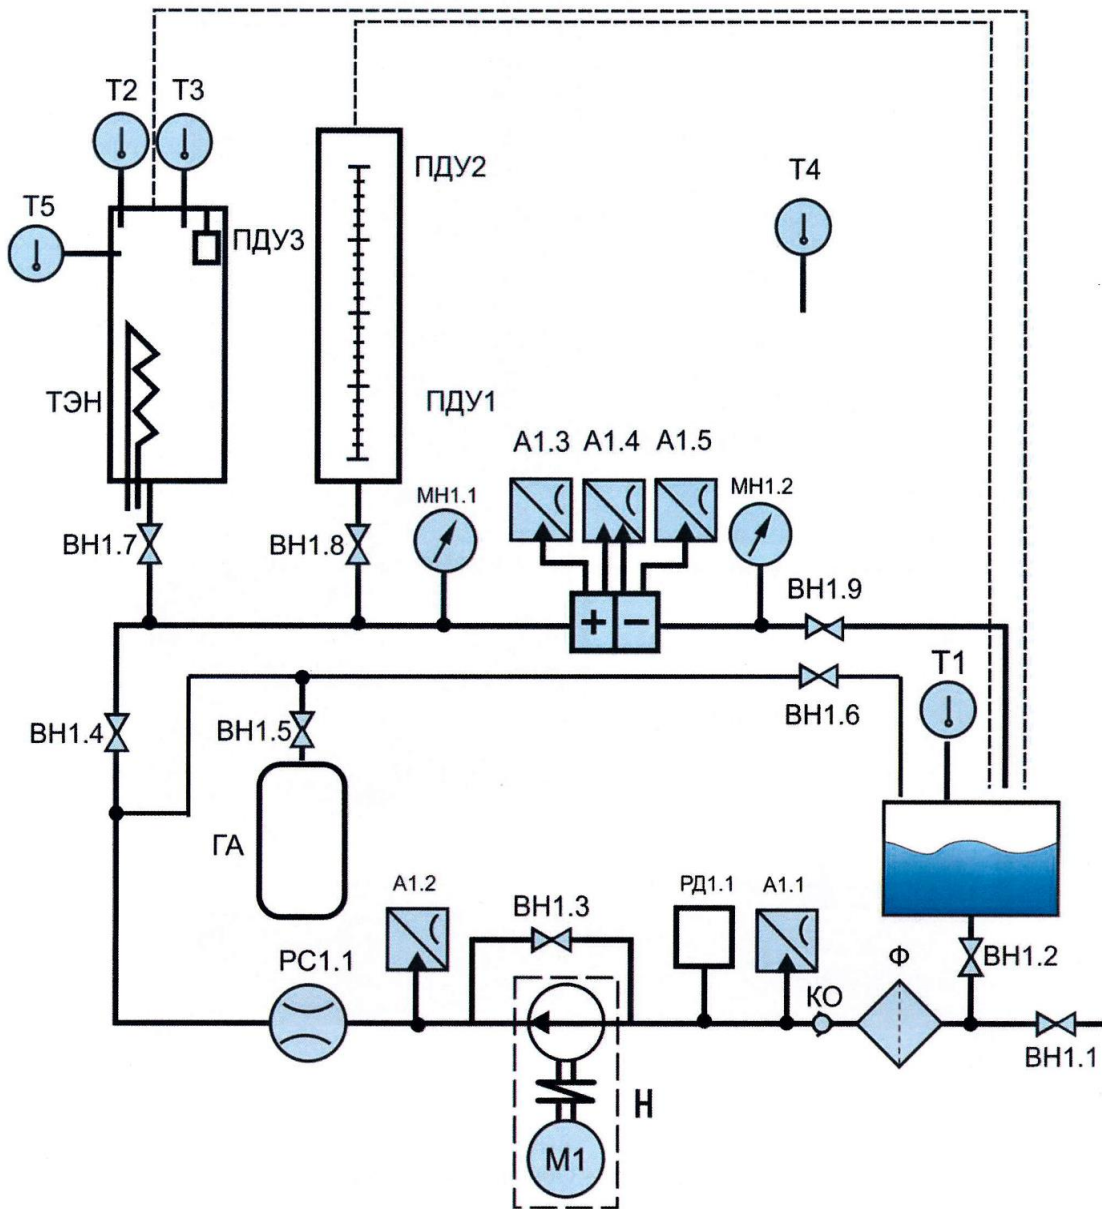 Т2 Т3
ПДУ2
Т4
Т5
ПДУ3
ТЭН
ПДУ1
А1.3 А1.4 А1.5
МН1.1
МН1.2
ВН1.7
ВН1.8
ВН1.9
+ −
Т1
ВН1.4
ВН1.5
ВН1.6
ГА
А1.2
ВН1.3
РД1.1
А1.1
РС1.1
КО
Ф
ВН1.2
ВН1.1
Н
М1